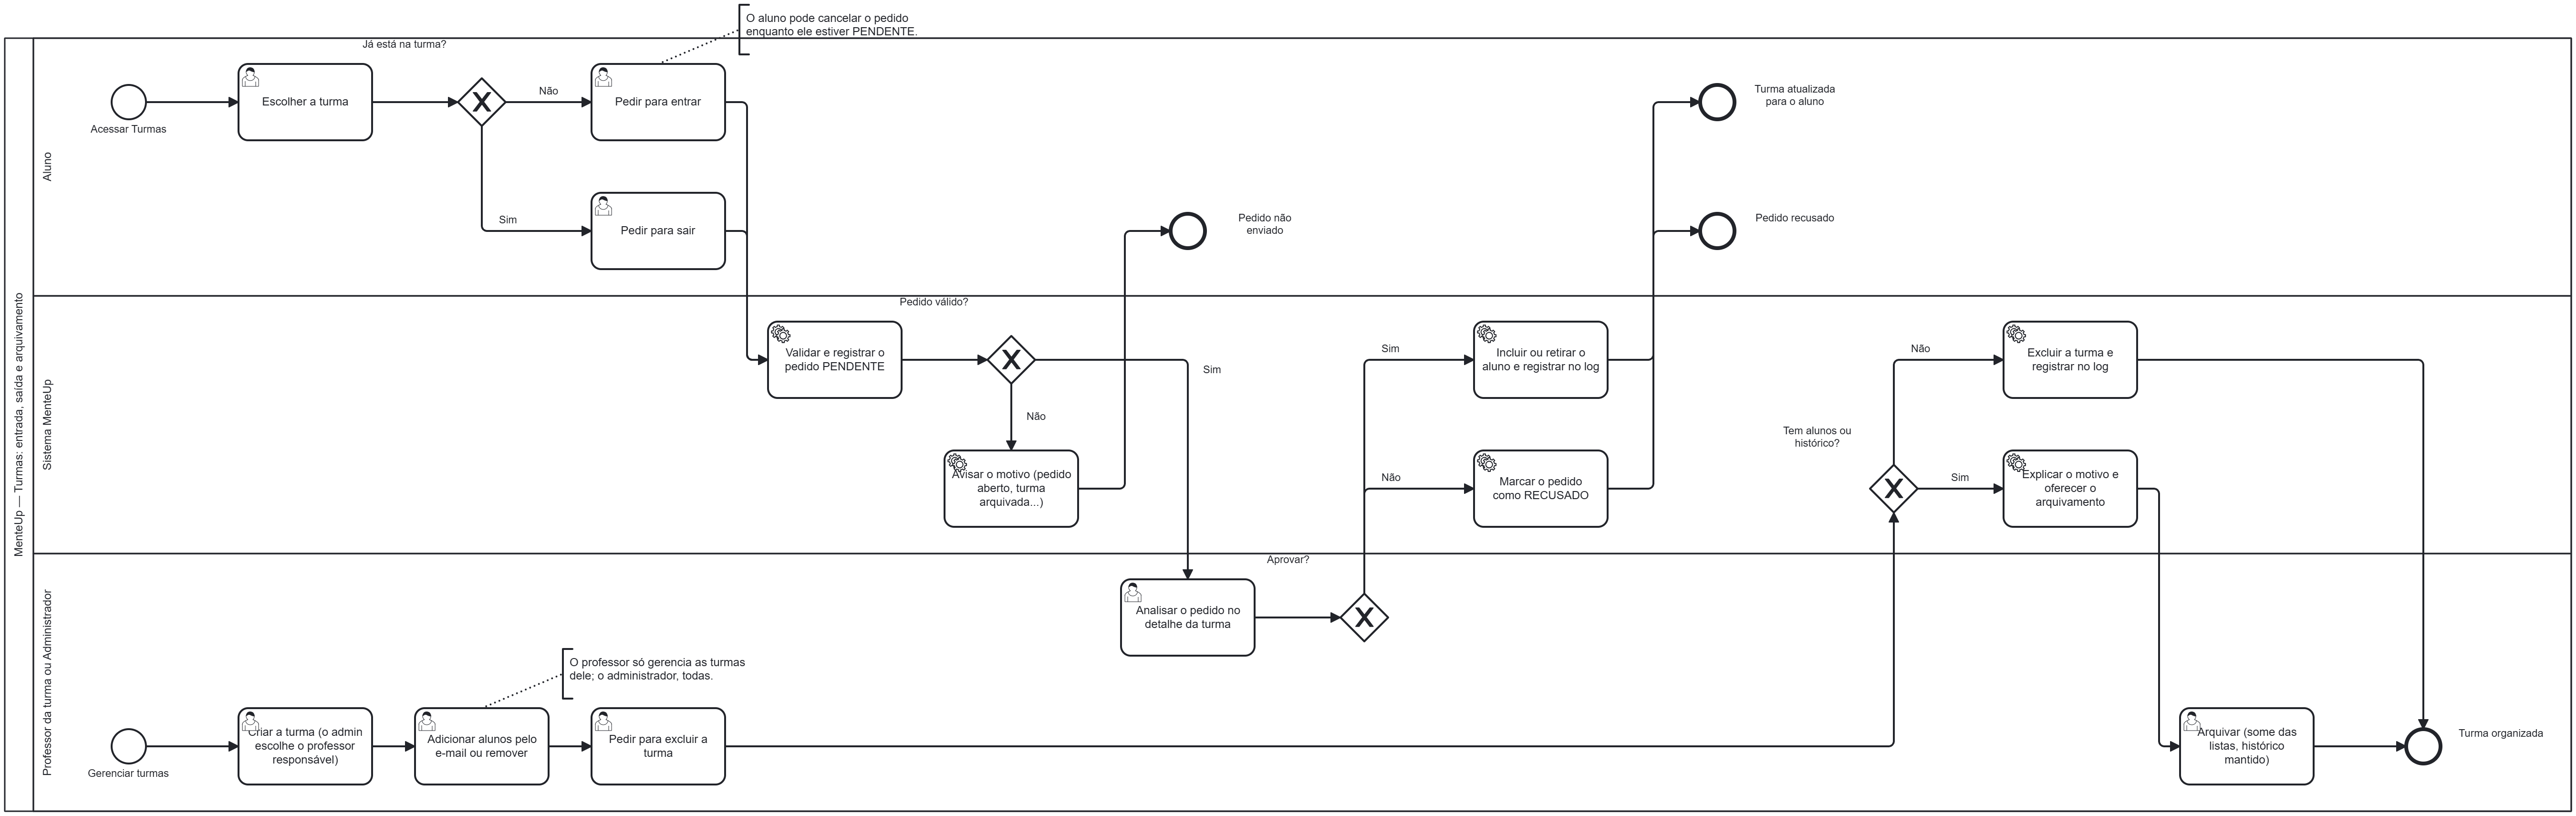 O aluno pode cancelar o pedido
enquanto ele estiver PENDENTE.
MenteUp — Turmas: entrada, saída e arquivamento
Aluno
Já está na turma?
Acessar Turmas
Escolher a turma
Não
Pedir para entrar
Sim
Pedir para sair
Pedido não
enviado
Turma atualizada
para o aluno
Pedido recusado
Sistema MenteUp
Pedido válido?
Validar e registrar o
pedido PENDENTE
Sim
Não
Avisar o motivo (pedido
aberto, turma
arquivada...)
Sim
Incluir ou retirar o
aluno e registrar no log
Não
Marcar o pedido
como RECUSADO
Tem alunos ou
histórico?
Não
Excluir a turma e
registrar no log
Sim
Explicar o motivo e
oferecer o
arquivamento
Professor da turma ou Administrador
Aprovar?
Analisar o pedido no
detalhe da turma
O professor só gerencia as turmas
dele; o administrador, todas.
Gerenciar turmas
Criar a turma (o admin
escolhe o professor
responsável)
Adicionar alunos pelo
e-mail ou remover
Pedir para excluir a
turma
Arquivar (some das
listas, histórico
mantido)
Turma organizada